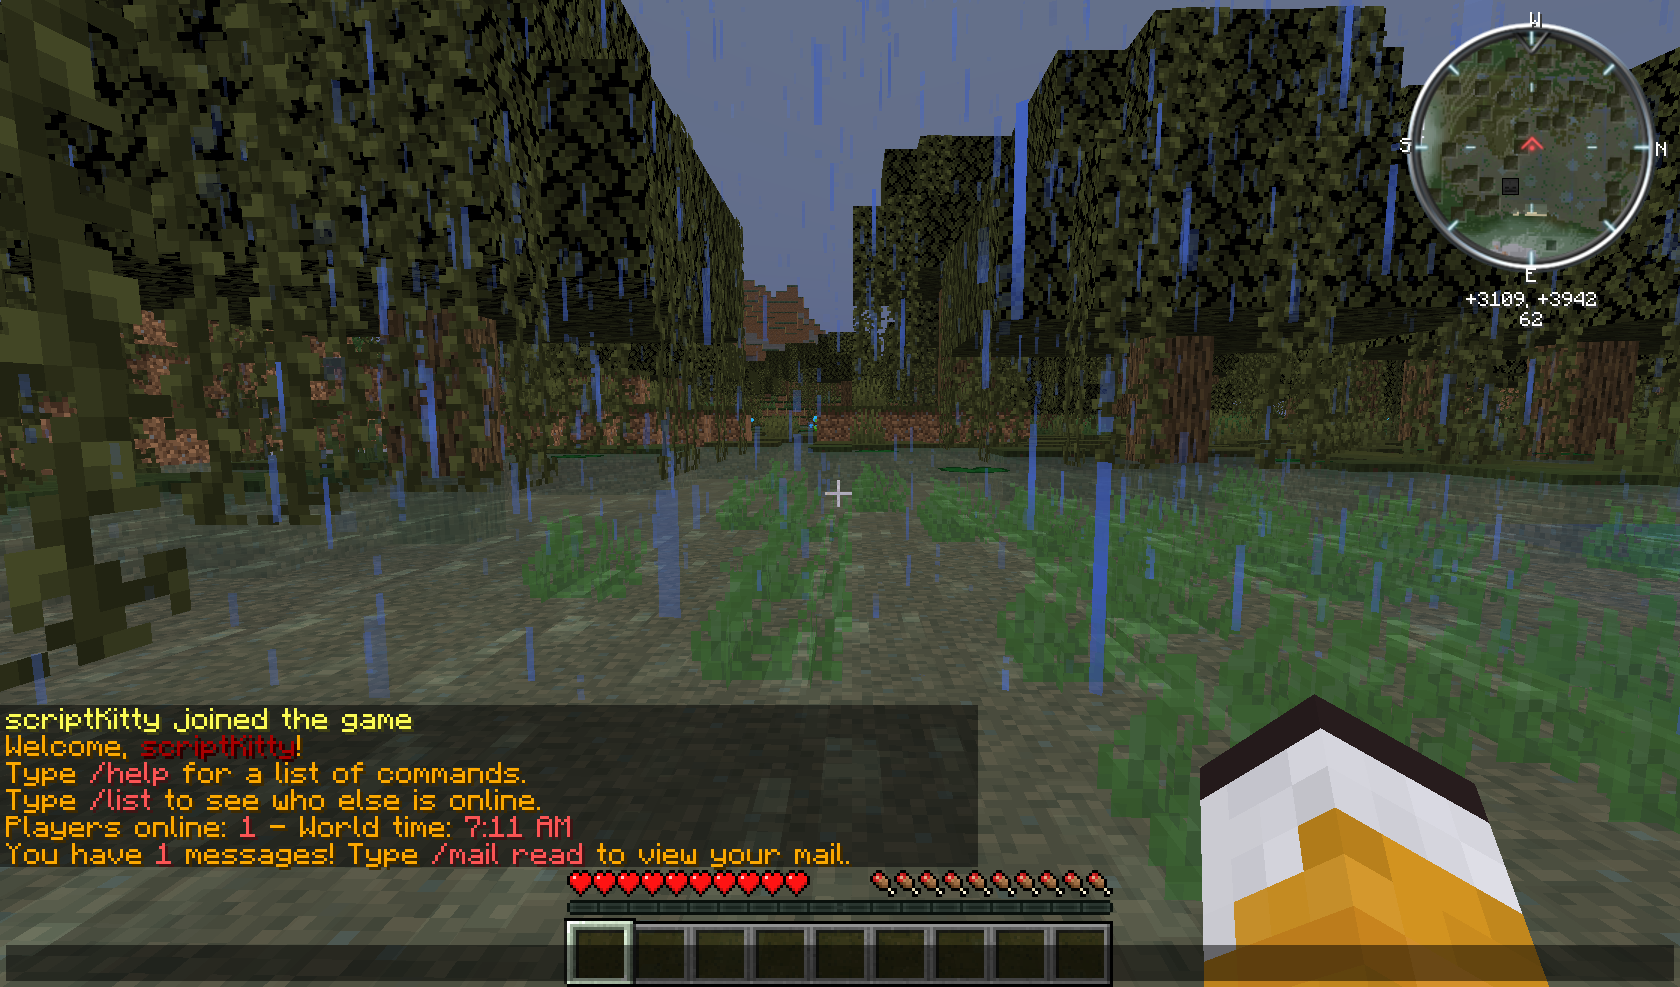 W
S
N
E
+3109, +3942
62
scriptKitty joined the game
Welcome, scriptKitty!
Type /help for a list of commands.
Type /list to see who else is online.
Players online: 1 - World time: 7:11 AM
You have 1 messages! Type /mail read to view your mail.